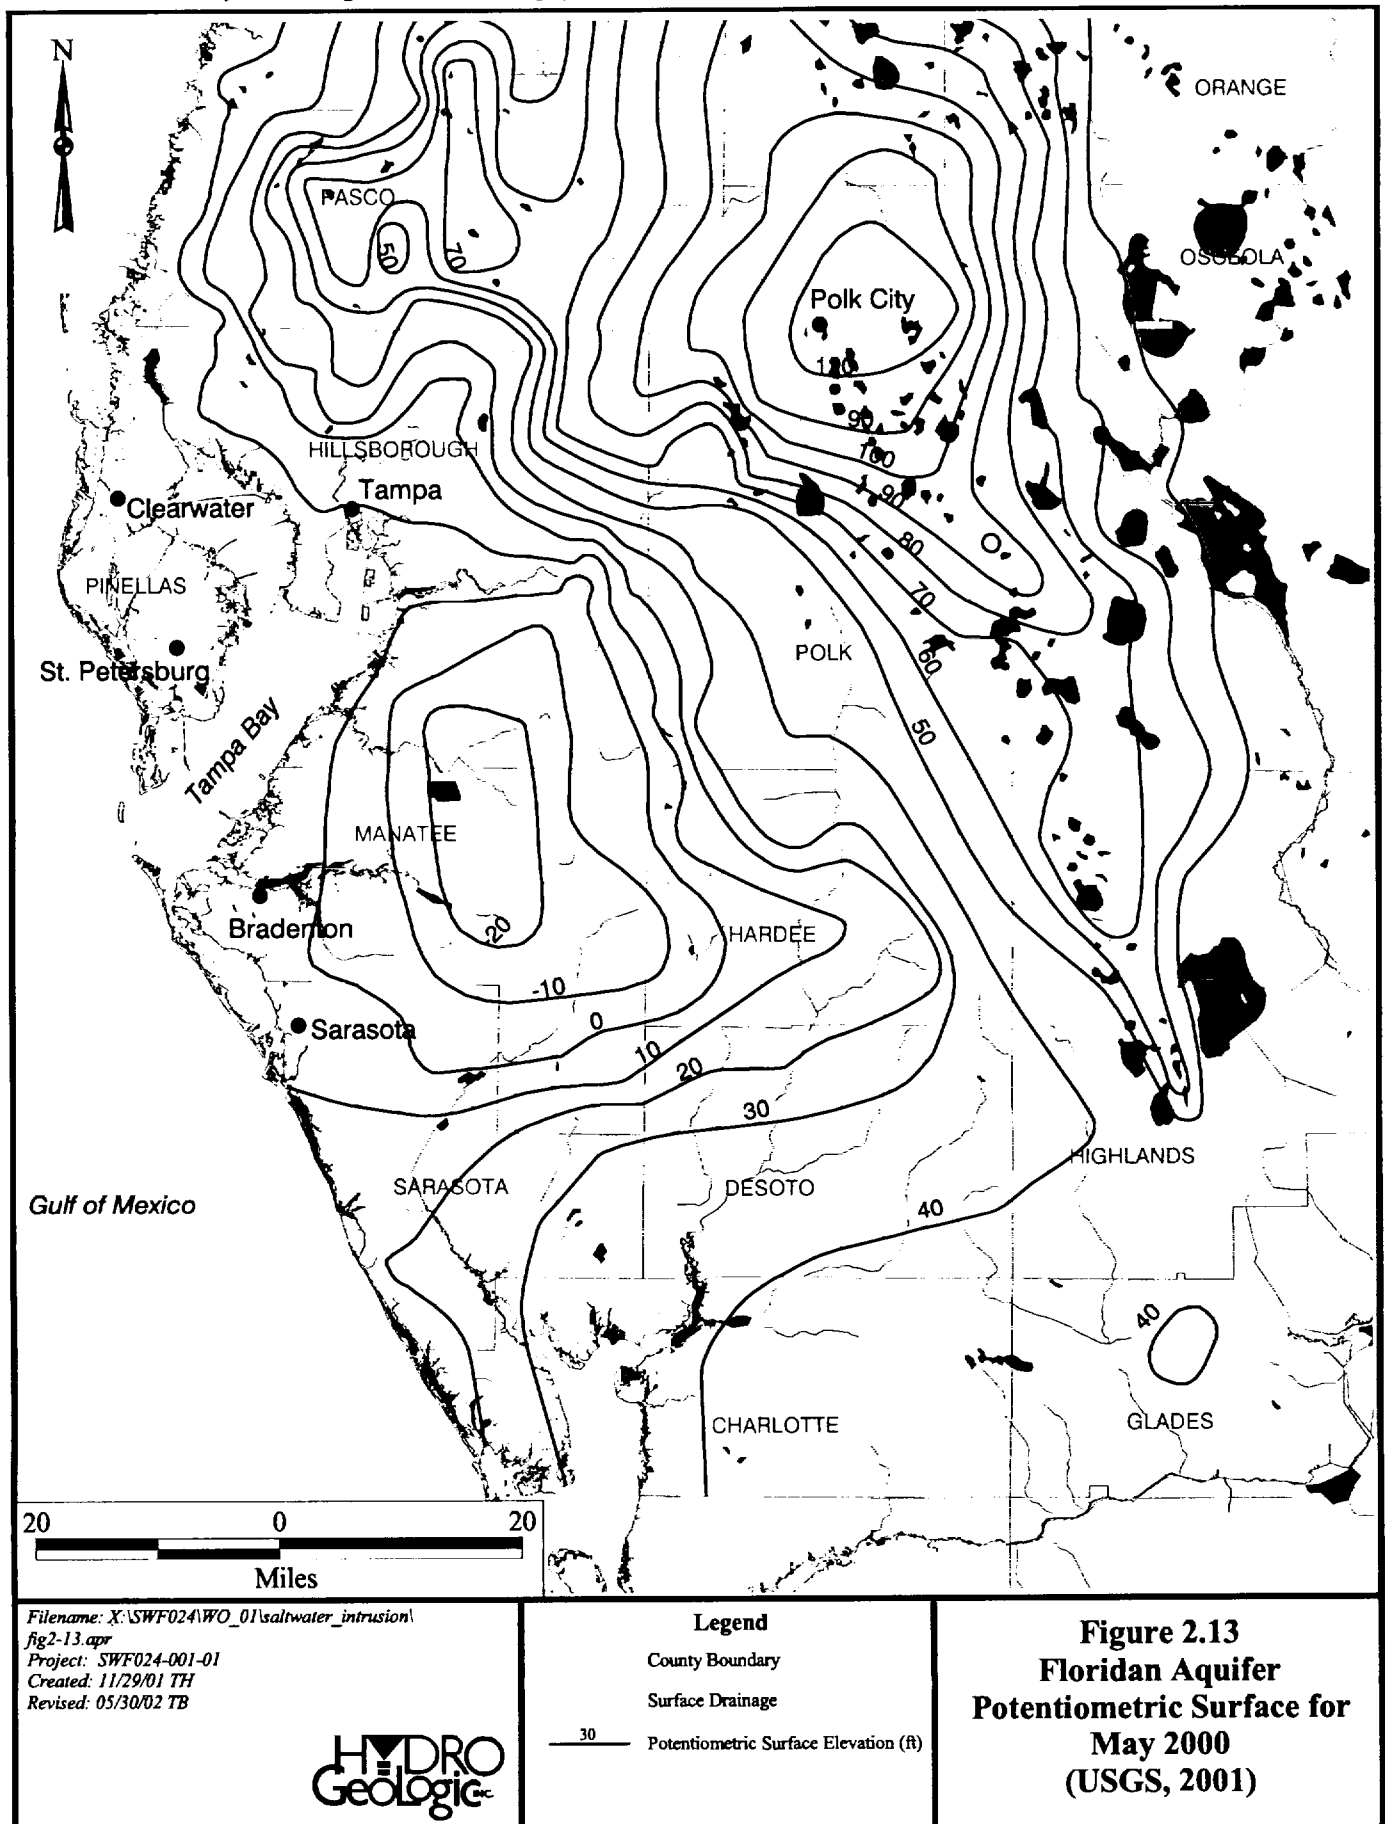 N
ORANGE
PASCO
50
70
OSCEOLA
Polk City
120
90
100
90
80
70
60
50
HILLSBOROUGH
Tampa
Clearwater
PINELLAS
St. Petersburg
Tampa Bay
POLK
MANATEE
Bradenton
-20
HARDEE
-10
0
Sarasota
10
20
30
HIGHLANDS
SARASOTA
DESOTO
Gulf of Mexico
40
40
CHARLOTTE
GLADES
20 0 20
Miles
Filename: X:\SWF024\WO_01\saltwater_intrusion\
fig2-13.apr
Project: SWF024-001-01
Created: 11/29/01 TH
Revised: 05/30/02 TB
HYDRO
GeoLogic INC.
Legend
County Boundary
Surface Drainage
30 Potentiometric Surface Elevation (ft)
Figure 2.13
Floridan Aquifer
Potentiometric Surface for
May 2000
(USGS, 2001)